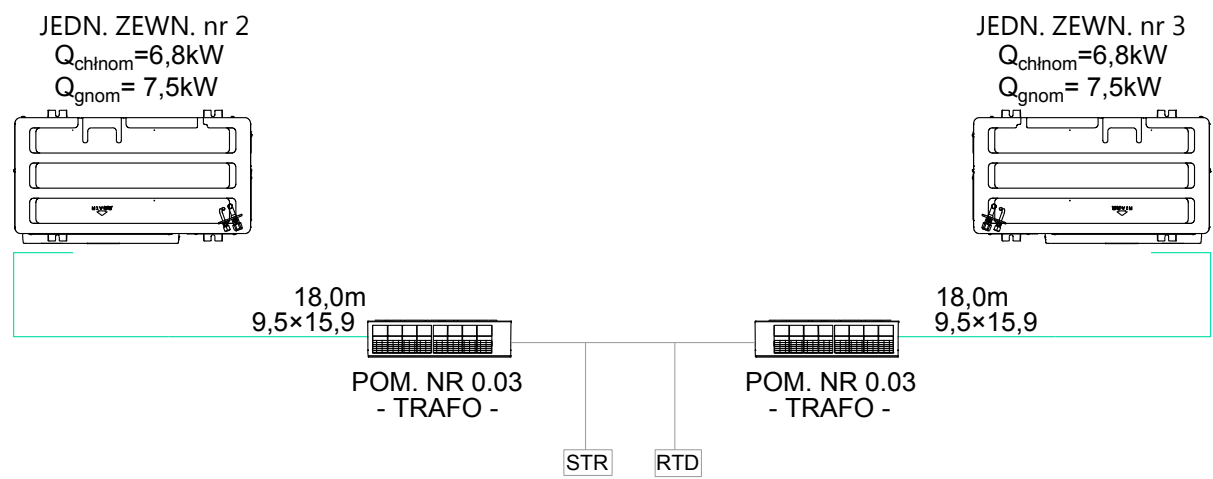 JEDN. ZEWN. nr 2
Qchłnom=6,8kW
Qgnom= 7,5kW
JEDN. ZEWN. nr 3
Qchłnom=6,8kW
Qgnom= 7,5kW
18,0m
9,5×15,9
18,0m
9,5×15,9
POM. NR 0.03
- TRAFO -
POM. NR 0.03
- TRAFO -
STR
RTD